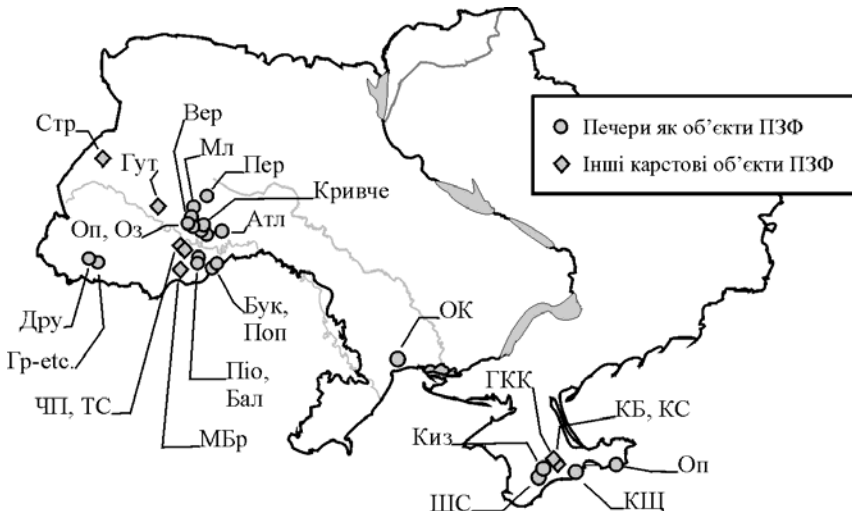 Вер
Стр
Мл
Гут
Пер
Кривче
Оп, Оз
Атл
Дру
Бук,
Поп
Гр-etc.
Піо,
Бал
ЧП, ТС
МБр
ОК
ГКК
КБ, КС
Киз
Оп
ШС
КЩ
Печери як об’єкти ПЗФ
Інші карстові об’єкти ПЗФ